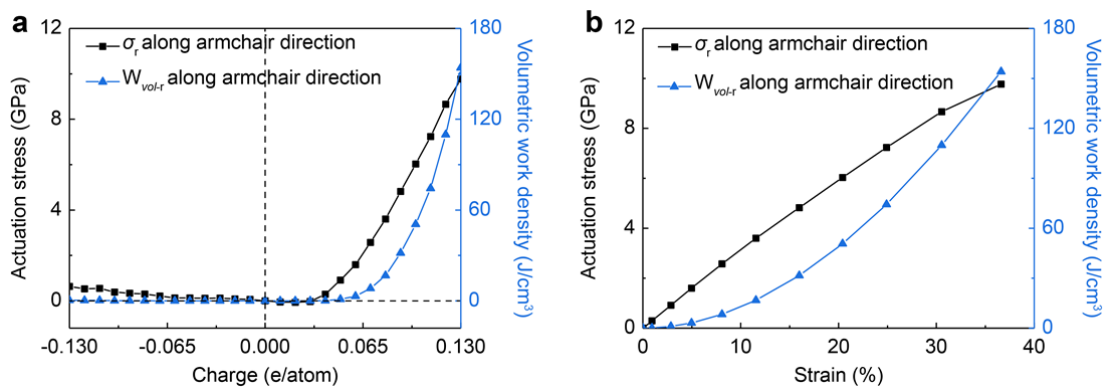 a
12
8
4
0
Actuation stress (GPa)
σr along armchair direction
Wvol-r along armchair direction
180
120
60
0
Volumetric work density (J/cm3)
-0.130 -0.065 0.000 0.065 0.130
Charge (e/atom)
b
12
8
4
0
Actuation stress (GPa)
σr along armchair direction
Wvol-r along armchair direction
180
120
60
0
Volumetric work density (J/cm3)
0 10 20 30 40
Strain (%)